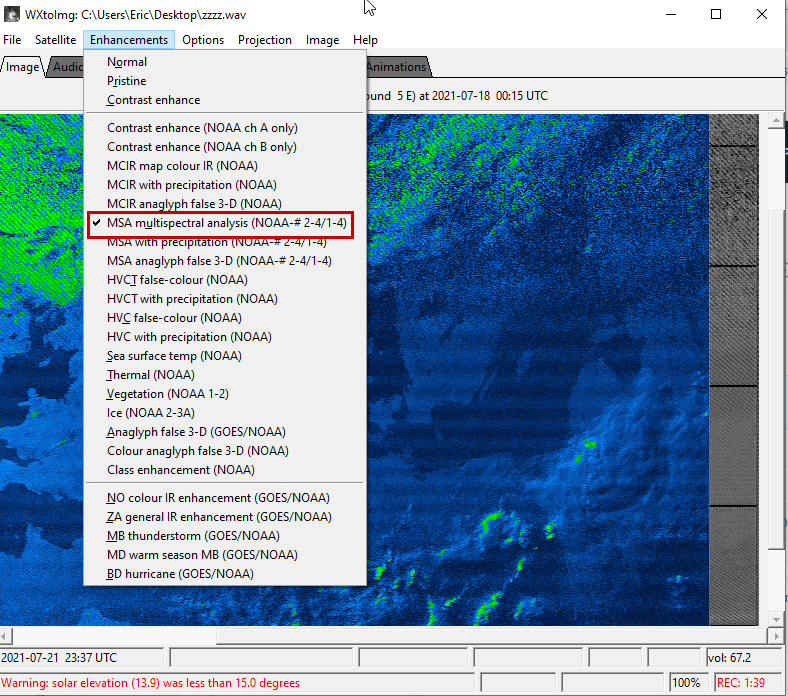 WXtoImg: C:\Users\Eric\Desktop\zzzz.wav
File Satellite Enhancements Options Projection Image Help
Image Audio Animations
Normal
Pristine
ound 5 E) at 2021-07-18 00:15 UTC
Contrast enhance
Contrast enhance (NOAA ch A only)
Contrast enhance (NOAA ch B only)
MCIR map colour IR (NOAA)
MCIR with precipitation (NOAA)
MCIR anaglyph false 3-D (NOAA)
MSA multispectral analysis (NOAA-# 2-4/1-4)
MSA with precipitation (NOAA-# 2-4/1-4)
MSA anaglyph false 3-D (NOAA-# 2-4/1-4)
HVCT false-colour (NOAA)
HVCT with precipitation (NOAA)
HVC false-colour (NOAA)
HVC with precipitation (NOAA)
Sea surface temp (NOAA)
Thermal (NOAA)
Vegetation (NOAA 1-2)
Ice (NOAA 2-3A)
Anaglyph false 3-D (GOES/NOAA)
Colour anaglyph false 3-D (NOAA)
Class enhancement (NOAA)
NO colour IR enhancement (GOES/NOAA)
ZA general IR enhancement (GOES/NOAA)
MB thunderstorm (GOES/NOAA)
MD warm season MB (GOES/NOAA)
BD hurricane (GOES/NOAA)
2021-07-21 23:37 UTC vol: 67.2
Warning: solar elevation (13.9) was less than 15.0 degrees 100% REC: 1:39